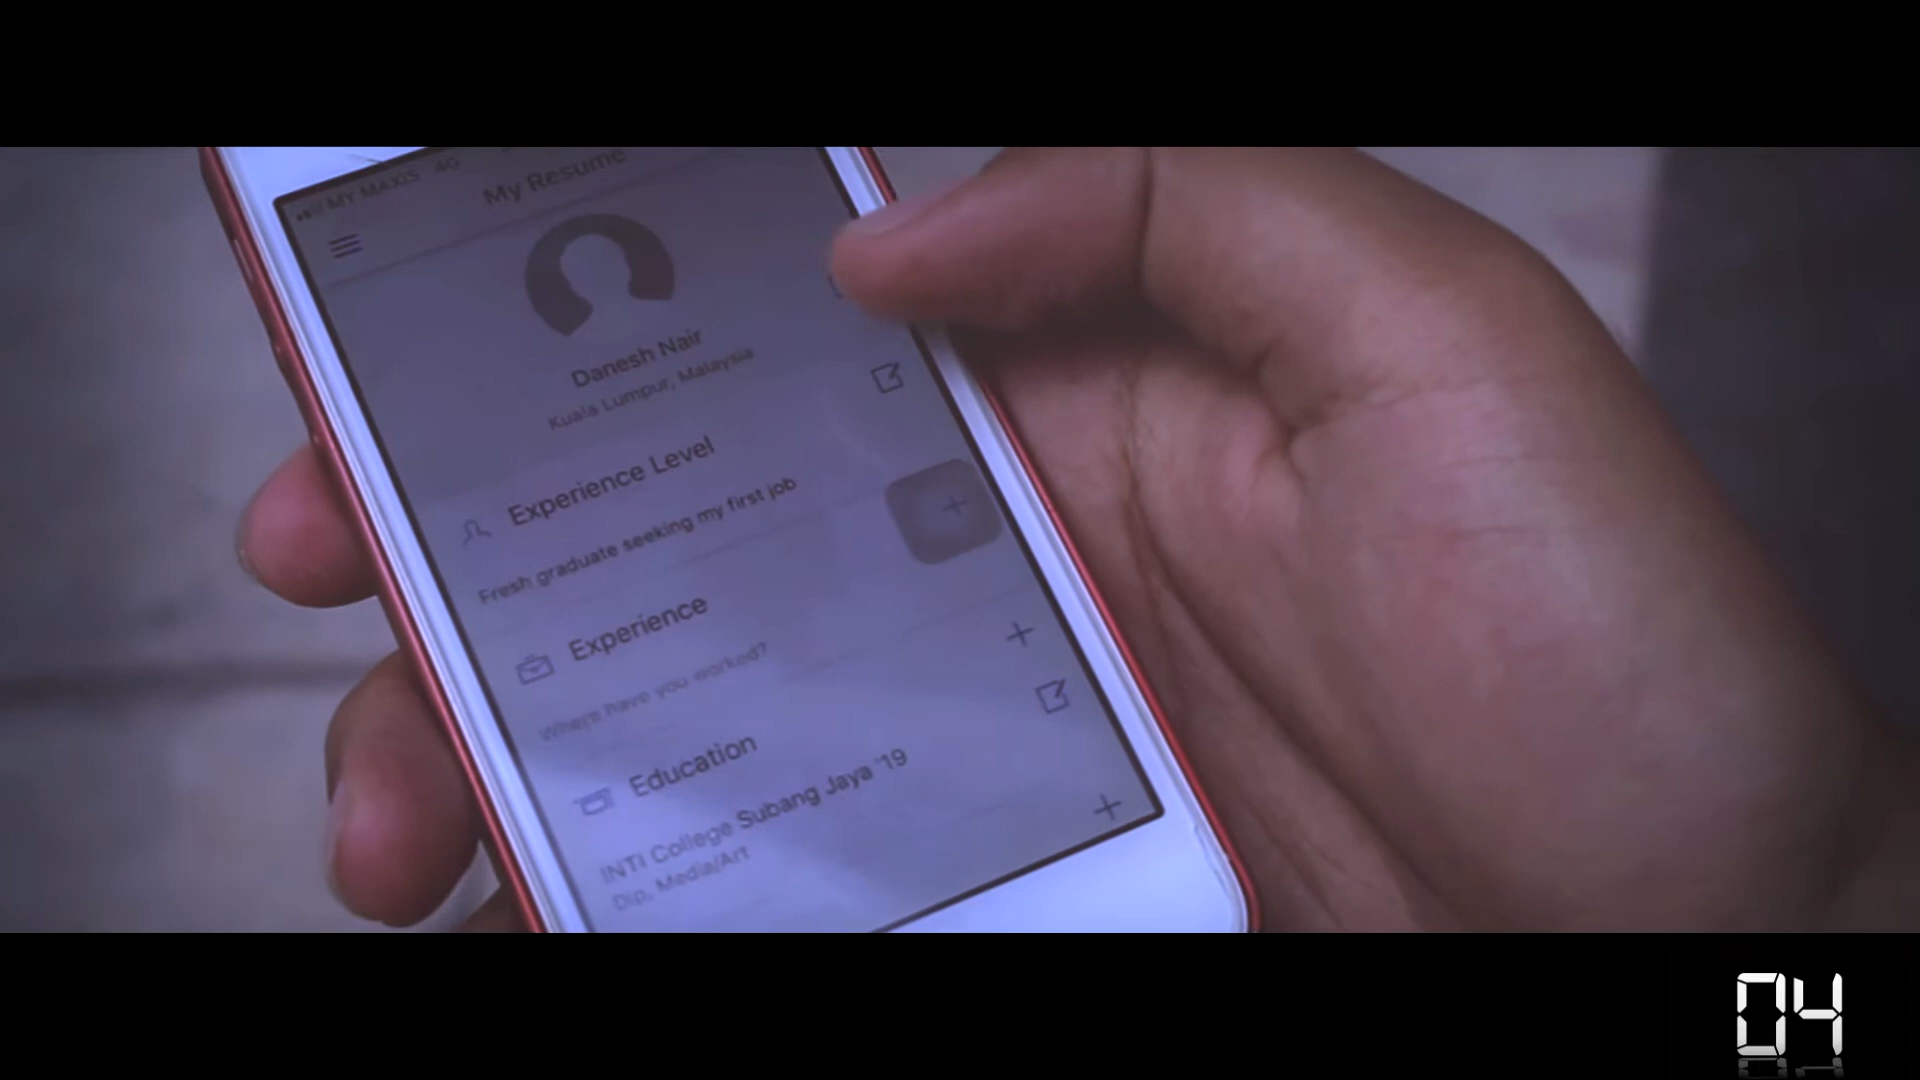 MY MAXIS 4G
My Resume
Danesh Nair
Kuala Lumpur, Malaysia
Experience Level
Fresh graduate seeking my first job
Experience
Where have you worked?
Education
INTI College Subang Jaya '19
Dip, Media/Art
04